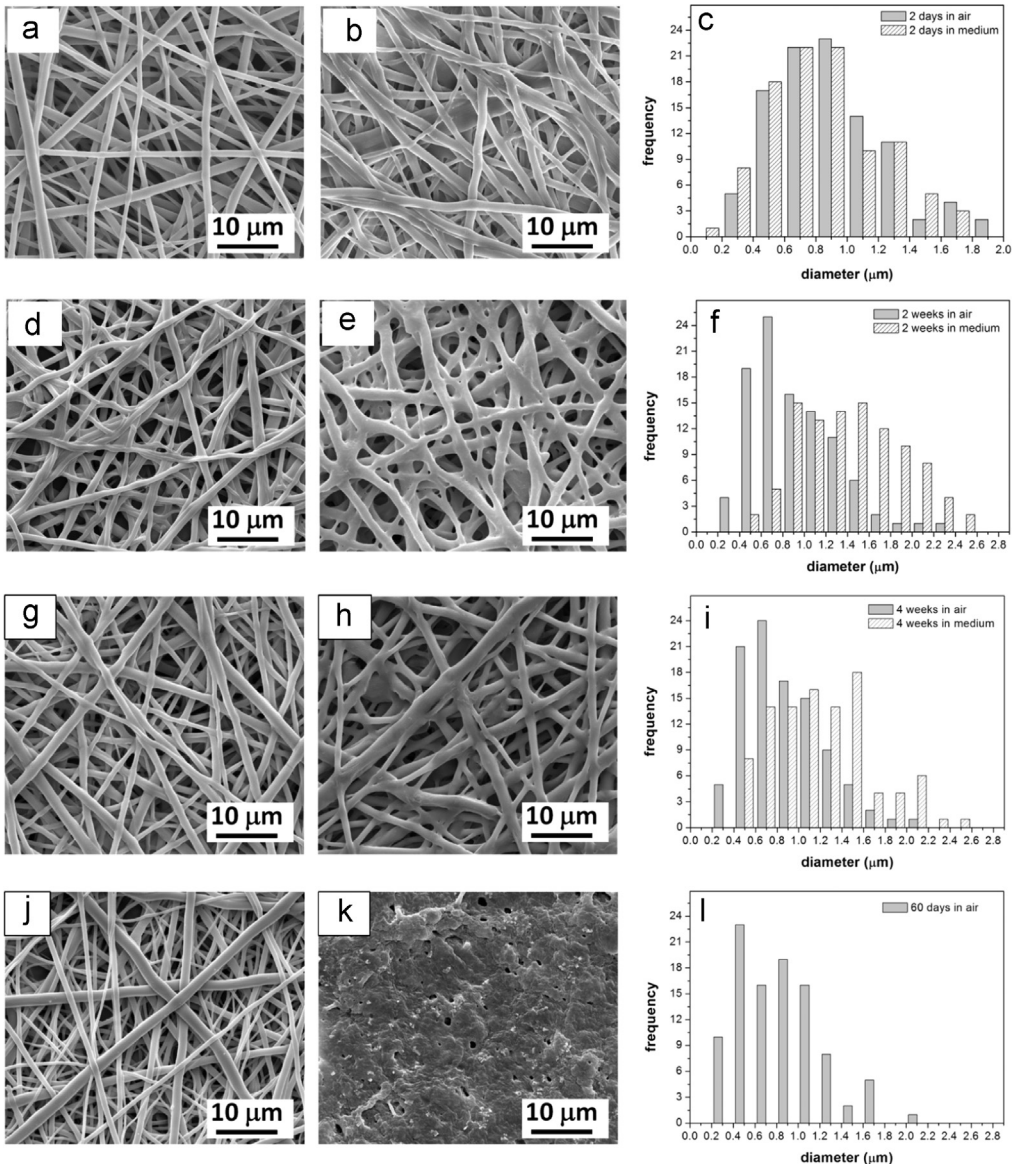 a
10 μm
b
10 μm
c
2 days in air
2 days in medium
frequency
24
21
18
15
12
9
6
3
0
0.0 0.2 0.4 0.6 0.8 1.0 1.2 1.4 1.6 1.8 2.0
diameter (μm)
d
10 μm
e
10 μm
f
2 weeks in air
2 weeks in medium
frequency
24
21
18
15
12
9
6
3
0
0.0 0.2 0.4 0.6 0.8 1.0 1.2 1.4 1.6 1.8 2.0 2.2 2.4 2.6 2.8
diameter (μm)
g
10 μm
h
10 μm
i
4 weeks in air
4 weeks in medium
frequency
24
21
18
15
12
9
6
3
0
0.0 0.2 0.4 0.6 0.8 1.0 1.2 1.4 1.6 1.8 2.0 2.2 2.4 2.6 2.8
diameter (μm)
j
10 μm
k
10 μm
l
60 days in air
frequency
24
21
18
15
12
9
6
3
0
0.0 0.2 0.4 0.6 0.8 1.0 1.2 1.4 1.6 1.8 2.0 2.2 2.4 2.6 2.8
diameter (μm)